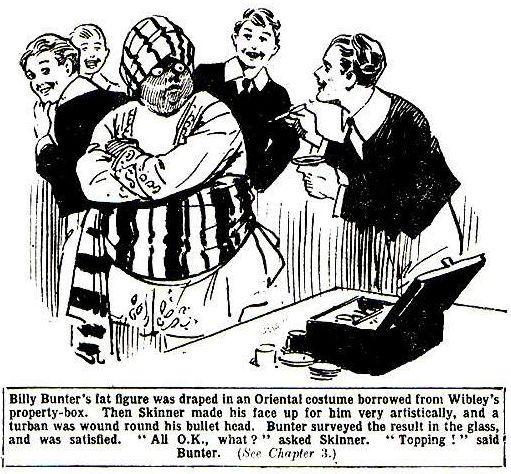 Billy Bunter's fat figure was draped in an Oriental costume borrowed from Wibley's
property-box. Then Skinner made his face up for him very artistically, and a
turban was wound round his bullet head. Bunter surveyed the result in the glass,
and was satisfied. "All O.K., what?" asked Skinner. "Topping!" said
Bunter. (See Chapter 3.)